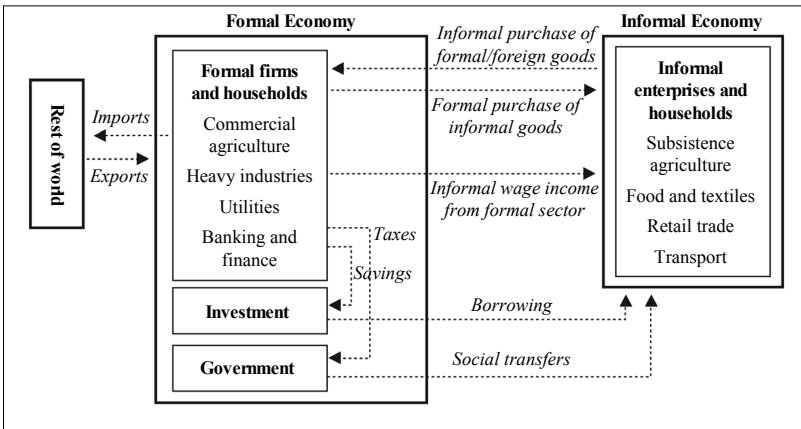 Formal Economy
Informal Economy
Rest of world
Imports
Exports
Formal firms
and households
Commercial
agriculture
Heavy industries
Utilities
Banking and
finance
Taxes
Savings
Investment
Government
Informal purchase of
formal/foreign goods
Formal purchase of
informal goods
Informal wage income
from formal sector
Borrowing
Social transfers
Informal
enterprises and
households
Subsistence
agriculture
Food and textiles
Retail trade
Transport